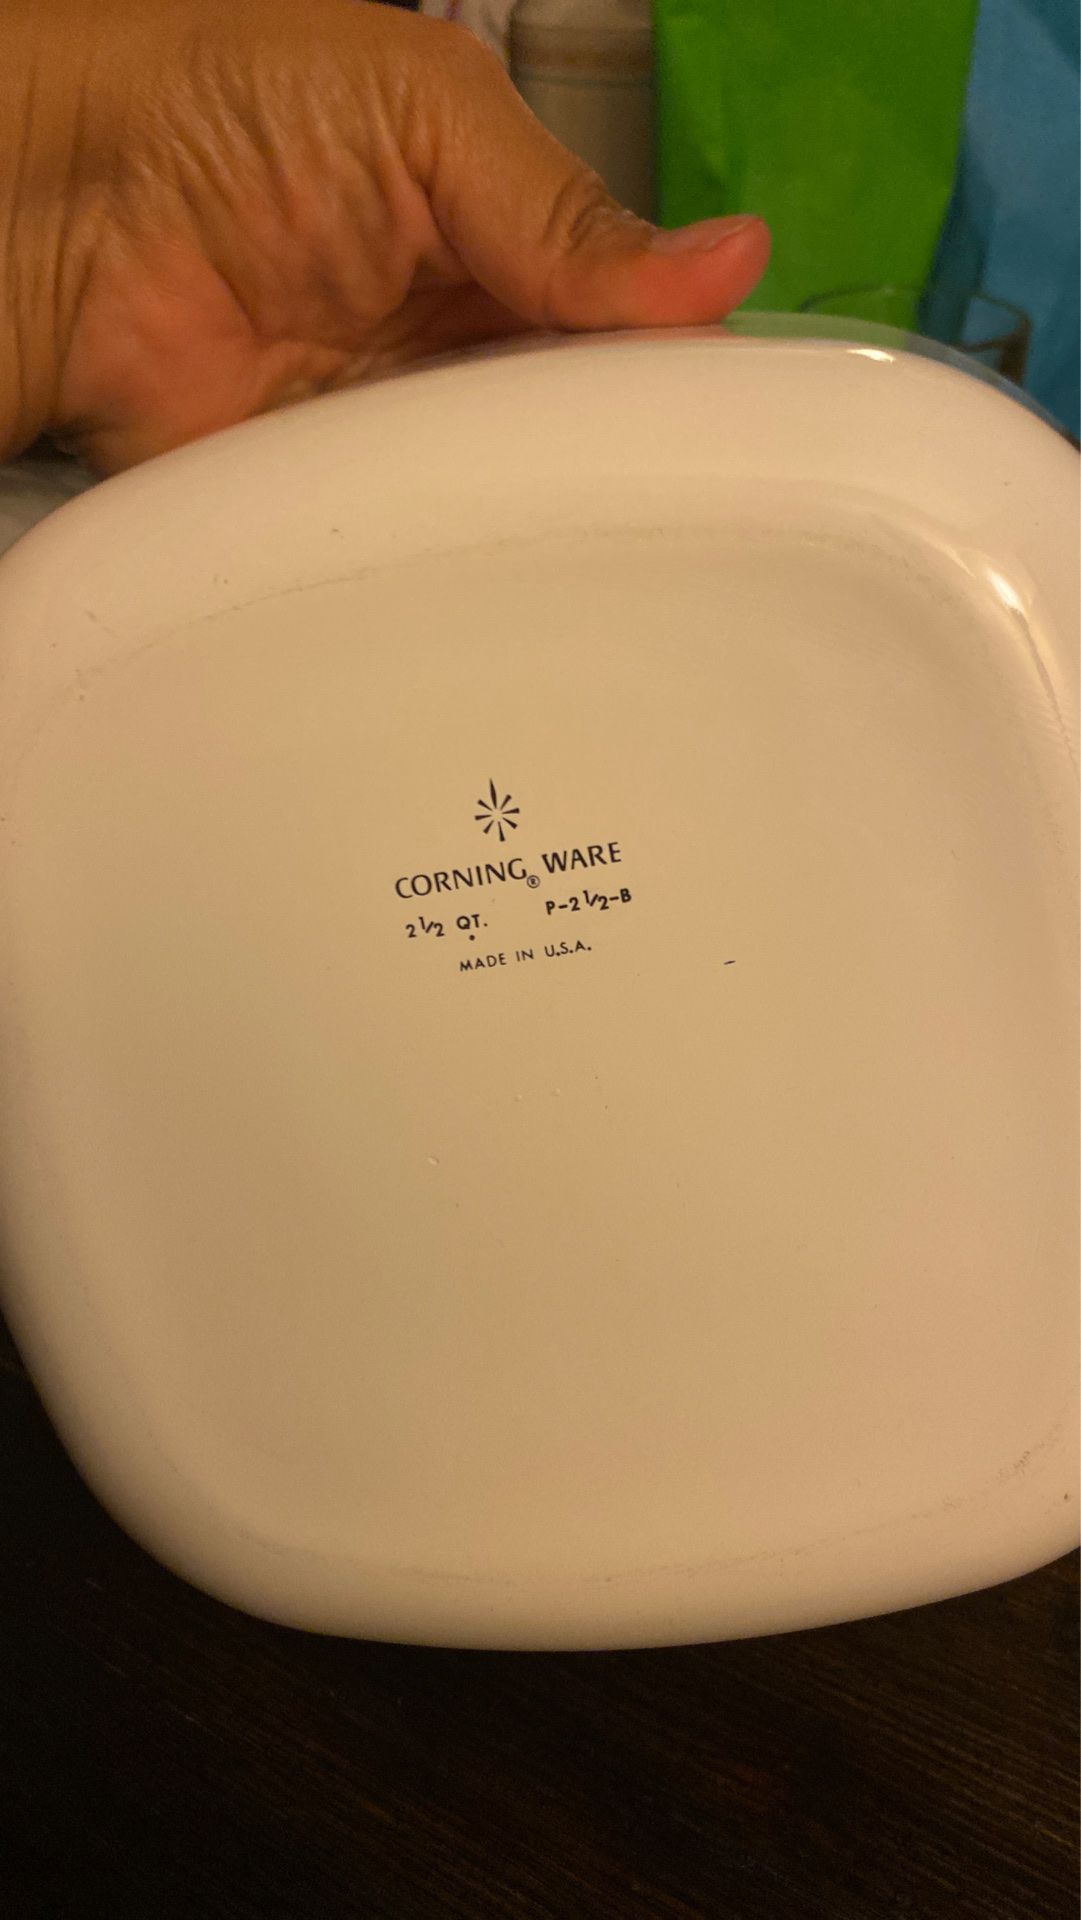 CORNING® WARE
2½ QT. P-2½-B
MADE IN U.S.A.